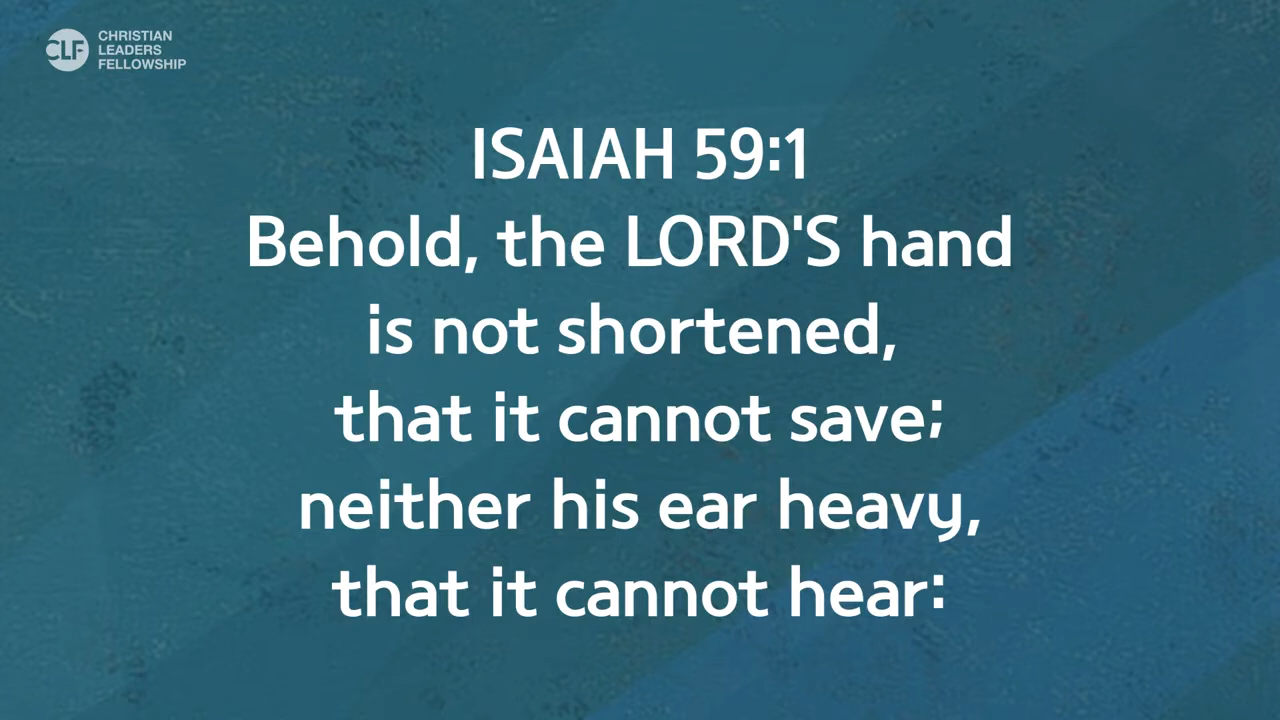 CLF
CHRISTIAN
LEADERS
FELLOWSHIP
ISAIAH 59:1
Behold, the LORD'S hand
is not shortened,
that it cannot save;
neither his ear heavy,
that it cannot hear: